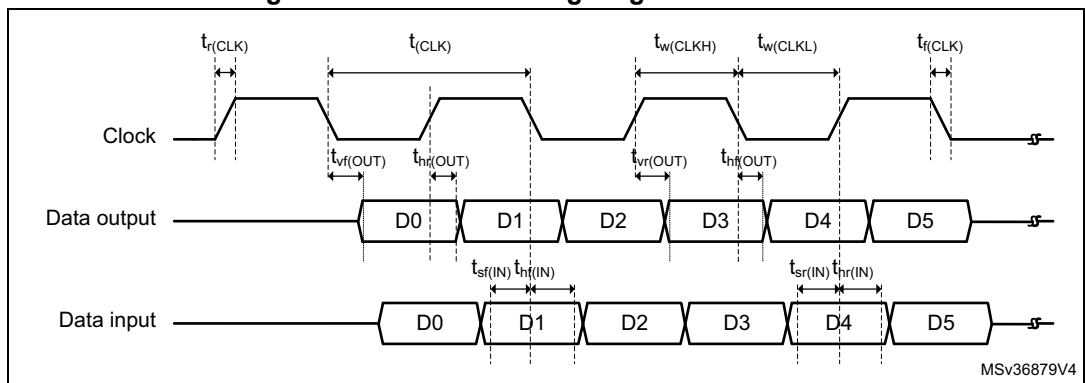 t_r(CLK) t_(CLK) t_w(CLKH) t_w(CLKL) t_f(CLK)
Clock
t_vf(OUT) t_hr(OUT) t_vr(OUT) t_hf(OUT)
Data output D0 D1 D2 D3 D4 D5
t_sf(IN) t_hf(IN) t_sr(IN) t_hr(IN)
Data input D0 D1 D2 D3 D4 D5
MSv36879V4